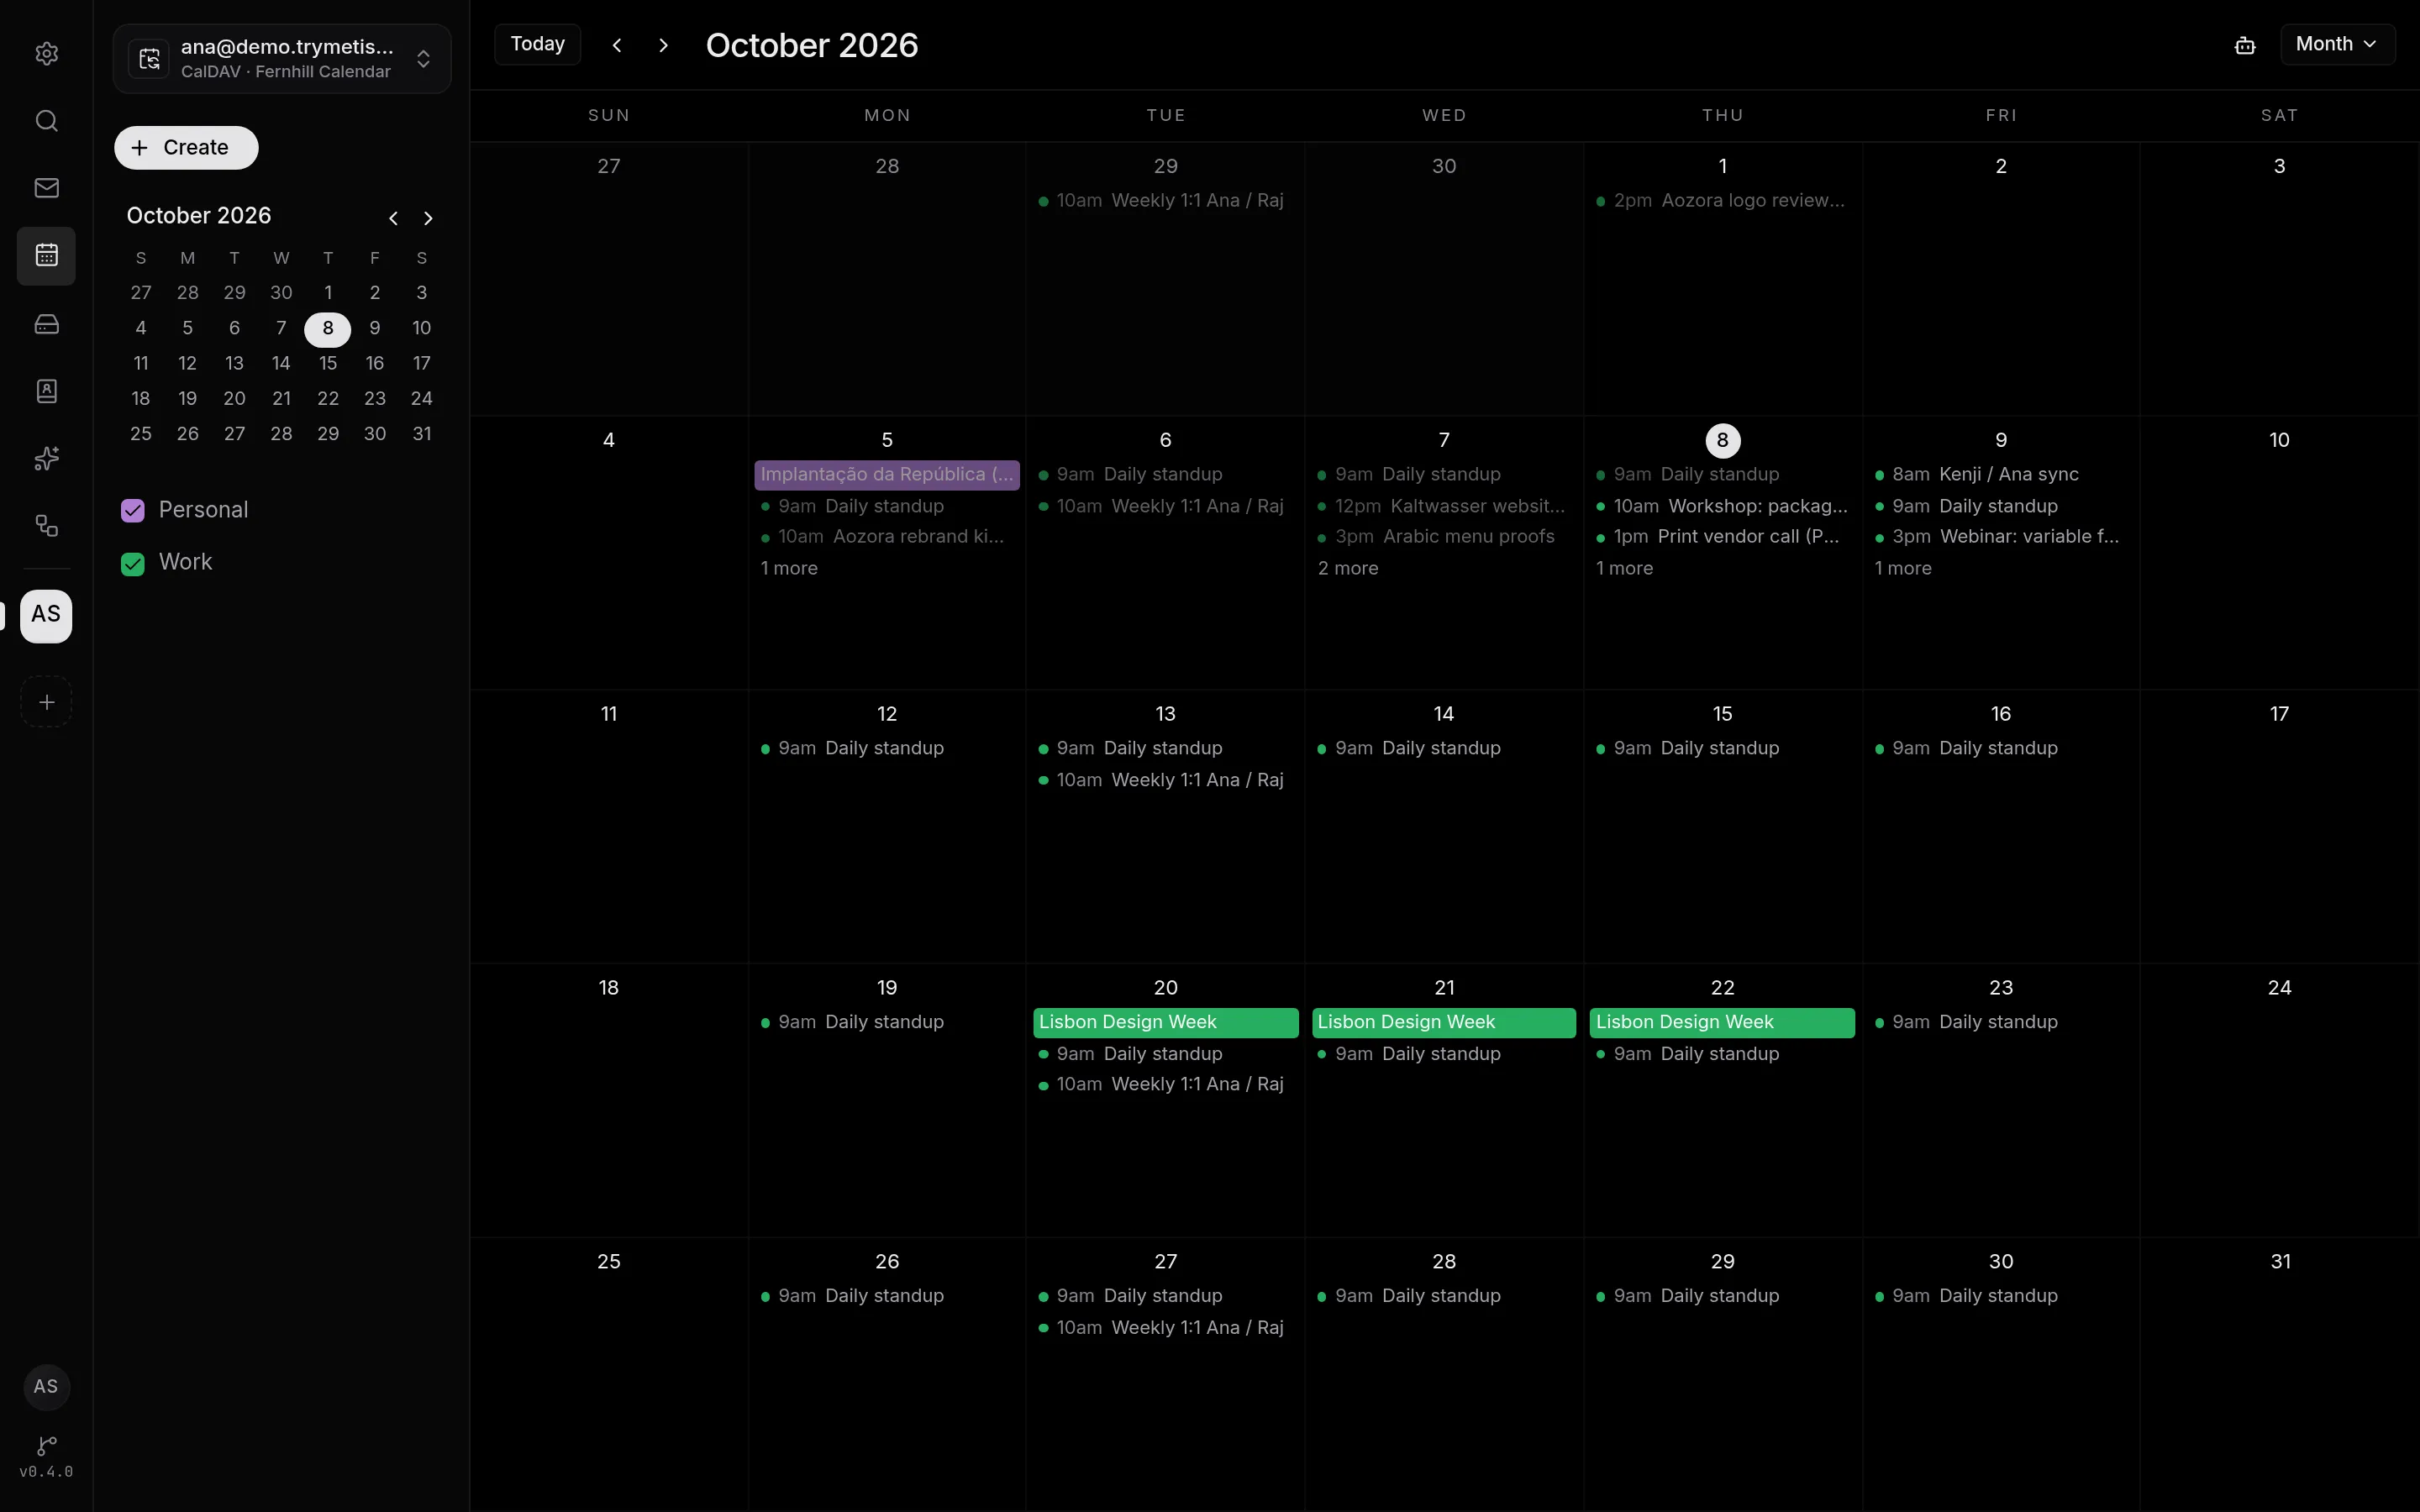 ana@demo.trymetis...
CalDAV · Fernhill Calendar
Create
October 2026
S M T W T F S
27 28 29 30 1 2 3
4 5 6 7 8 9 10
11 12 13 14 15 16 17
18 19 20 21 22 23 24
25 26 27 28 29 30 31
Personal
Work
AS
AS
v0.4.0
Today
October 2026
Month
SUN MON TUE WED THU FRI SAT
27 28 29 30 1 2 3
10am Weekly 1:1 Ana / Raj
2pm Aozora logo review...
4 5 6 7 8 9 10
Implantação da República (...
9am Daily standup
10am Aozora rebrand ki...
1 more
9am Daily standup
10am Weekly 1:1 Ana / Raj
9am Daily standup
12pm Kaltwasser websit...
3pm Arabic menu proofs
2 more
9am Daily standup
10am Workshop: packag...
1pm Print vendor call (P...
1 more
8am Kenji / Ana sync
9am Daily standup
3pm Webinar: variable f...
1 more
11 12 13 14 15 16 17
9am Daily standup
9am Daily standup
10am Weekly 1:1 Ana / Raj
9am Daily standup
9am Daily standup
9am Daily standup
18 19 20 21 22 23 24
9am Daily standup
Lisbon Design Week
9am Daily standup
10am Weekly 1:1 Ana / Raj
Lisbon Design Week
9am Daily standup
Lisbon Design Week
9am Daily standup
9am Daily standup
25 26 27 28 29 30 31
9am Daily standup
9am Daily standup
10am Weekly 1:1 Ana / Raj
9am Daily standup
9am Daily standup
9am Daily standup